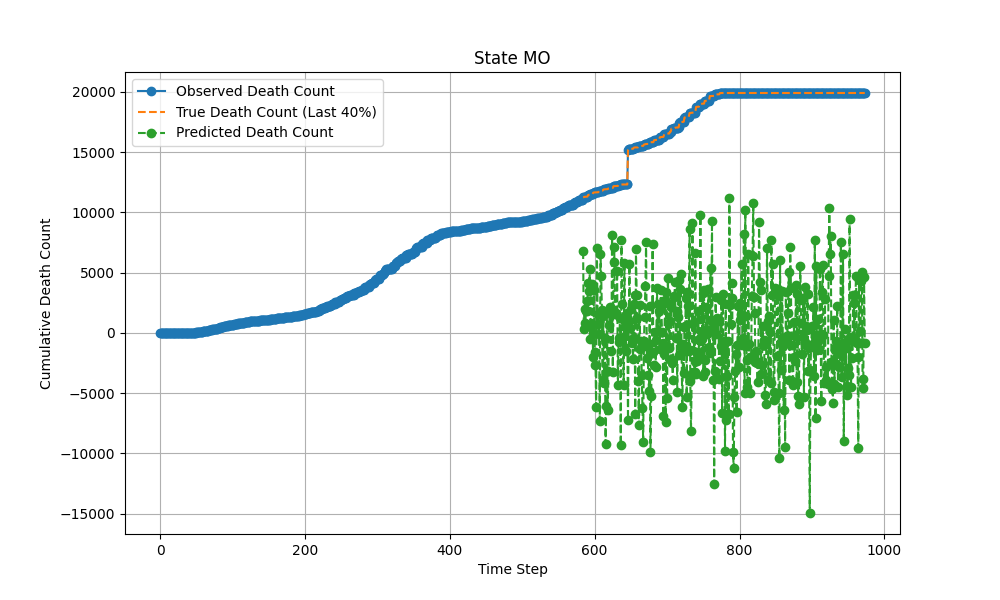 State MO
Observed Death Count
True Death Count (Last 40%)
Predicted Death Count
Cumulative Death Count
20000
15000
10000
5000
0
−5000
−10000
−15000
0 200 400 600 800 1000
Time Step